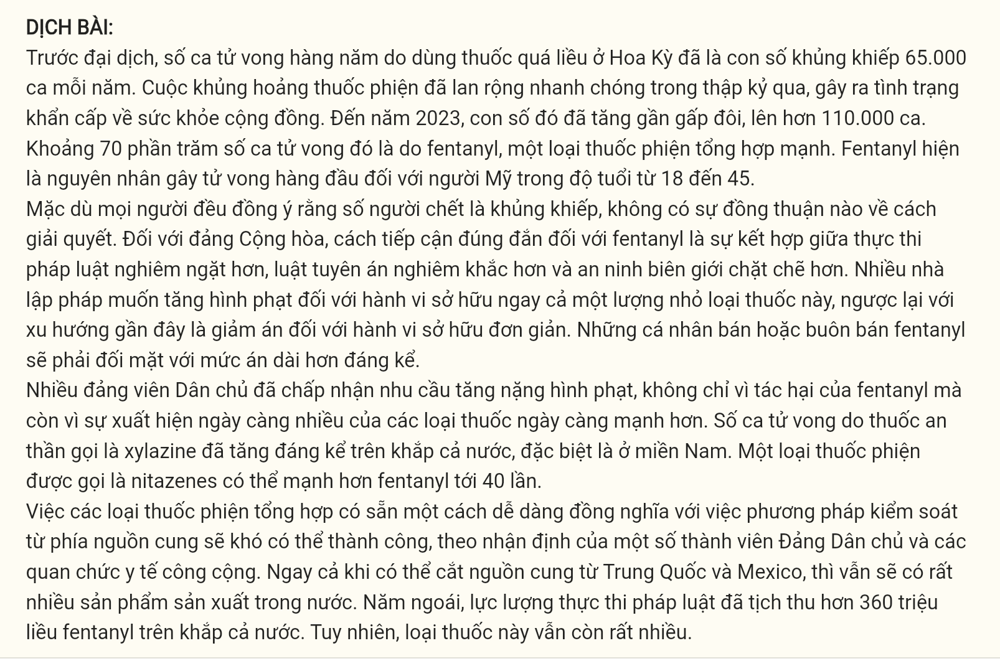 DỊCH BÀI:
Trước đại dịch, số ca tử vong hàng năm do dùng thuốc quá liều ở Hoa Kỳ đã là con số khủng khiếp 65.000
ca mỗi năm. Cuộc khủng hoảng thuốc phiện đã lan rộng nhanh chóng trong thập kỷ qua, gây ra tình trạng
khẩn cấp về sức khỏe cộng đồng. Đến năm 2023, con số đó đã tăng gần gấp đôi, lên hơn 110.000 ca.
Khoảng 70 phần trăm số ca tử vong đó là do fentanyl, một loại thuốc phiện tổng hợp mạnh. Fentanyl hiện
là nguyên nhân gây tử vong hàng đầu đối với người Mỹ trong độ tuổi từ 18 đến 45.
Mặc dù mọi người đều đồng ý rằng số người chết là khủng khiếp, không có sự đồng thuận nào về cách
giải quyết. Đối với đảng Cộng hòa, cách tiếp cận đúng đắn đối với fentanyl là sự kết hợp giữa thực thi
pháp luật nghiêm ngặt hơn, luật tuyên án nghiêm khắc hơn và an ninh biên giới chặt chẽ hơn. Nhiều nhà
lập pháp muốn tăng hình phạt đối với hành vi sở hữu ngay cả một lượng nhỏ loại thuốc này, ngược lại với
xu hướng gần đây là giảm án đối với hành vi sở hữu đơn giản. Những cá nhân bán hoặc buôn bán fentanyl
sẽ phải đối mặt với mức án dài hơn đáng kể.
Nhiều đảng viên Dân chủ đã chấp nhận nhu cầu tăng nặng hình phạt, không chỉ vì tác hại của fentanyl mà
còn vì sự xuất hiện ngày càng nhiều của các loại thuốc ngày càng mạnh hơn. Số ca tử vong do thuốc an
thần gọi là xylazine đã tăng đáng kể trên khắp cả nước, đặc biệt là ở miền Nam. Một loại thuốc phiện
được gọi là nitazenes có thể mạnh hơn fentanyl tới 40 lần.
Việc các loại thuốc phiện tổng hợp có sẵn một cách dễ dàng đồng nghĩa với việc phương pháp kiểm soát
từ phía nguồn cung sẽ khó có thể thành công, theo nhận định của một số thành viên Đảng Dân chủ và các
quan chức y tế công cộng. Ngay cả khi có thể cắt nguồn cung từ Trung Quốc và Mexico, thì vẫn sẽ có rất
nhiều sản phẩm sản xuất trong nước. Năm ngoái, lực lượng thực thi pháp luật đã tịch thu hơn 360 triệu
liều fentanyl trên khắp cả nước. Tuy nhiên, loại thuốc này vẫn còn rất nhiều.